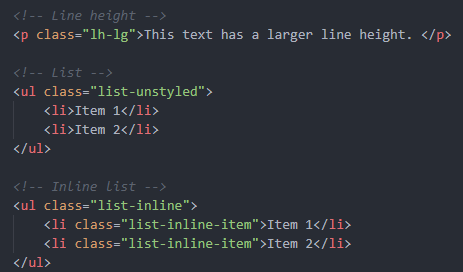 <!-- Line height -->
<p class="lh-lg">This text has a larger line height. </p>
<!-- List -->
<ul class="list-unstyled">
<li>Item 1</li>
<li>Item 2</li>
</ul>
<!-- Inline list -->
<ul class="list-inline">
<li class="list-inline-item">Item 1</li>
<li class="list-inline-item">Item 2</li>
</ul>